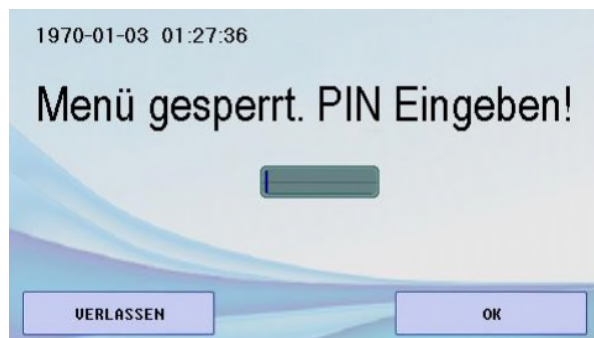 1970-01-03 01:27:36
Menü gesperrt. PIN Eingeben!
VERLASSEN
OK